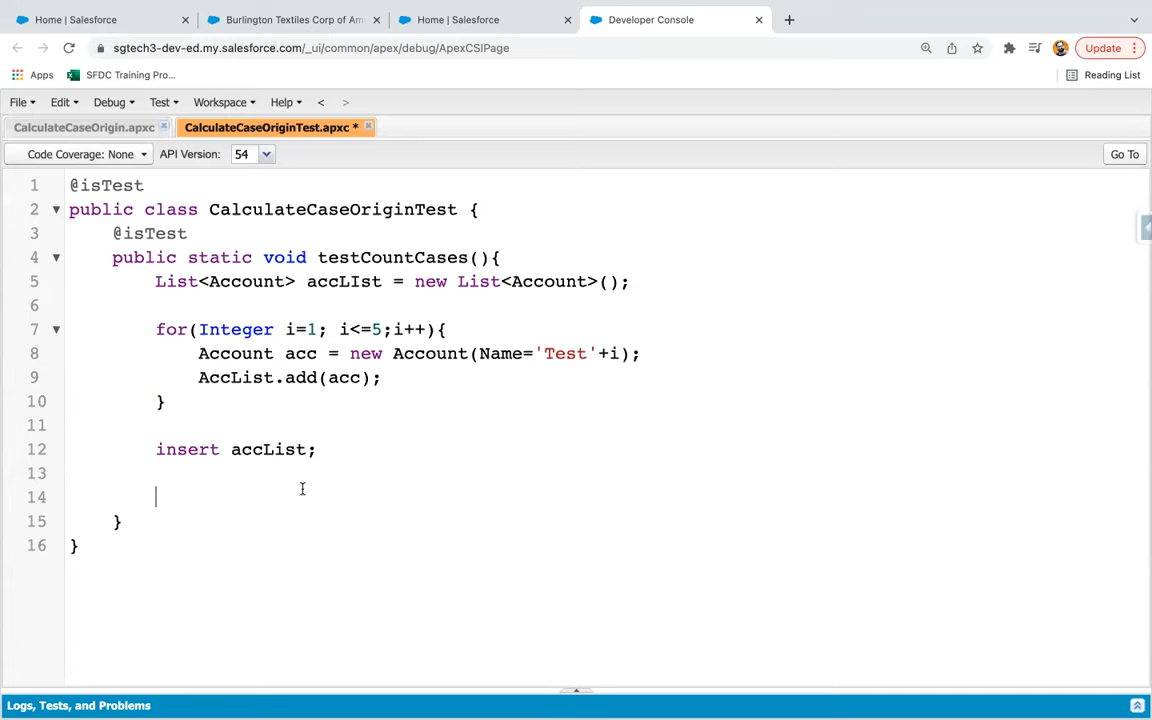 Home | Salesforce
Burlington Textiles Corp of Am
Home | Salesforce
Developer Console
sgtech3-dev-ed.my.salesforce.com/_ui/common/apex/debug/ApexCSIPage
Update
Apps
SFDC Training Pro...
Reading List
File
Edit
Debug
Test
Workspace
Help
<
>
CalculateCaseOrigin.apxc
CalculateCaseOriginTest.apxc *
Code Coverage: None
API Version:
54
Go To
1 @isTest
2 public class CalculateCaseOriginTest {
3 @isTest
4 public static void testCountCases(){
5 List<Account> accLIst = new List<Account>();
6
7 for(Integer i=1; i<=5;i++){
8 Account acc = new Account(Name='Test'+i);
9 AccList.add(acc);
10 }
11
12 insert accList;
13
14
15 }
16 }
Logs, Tests, and Problems